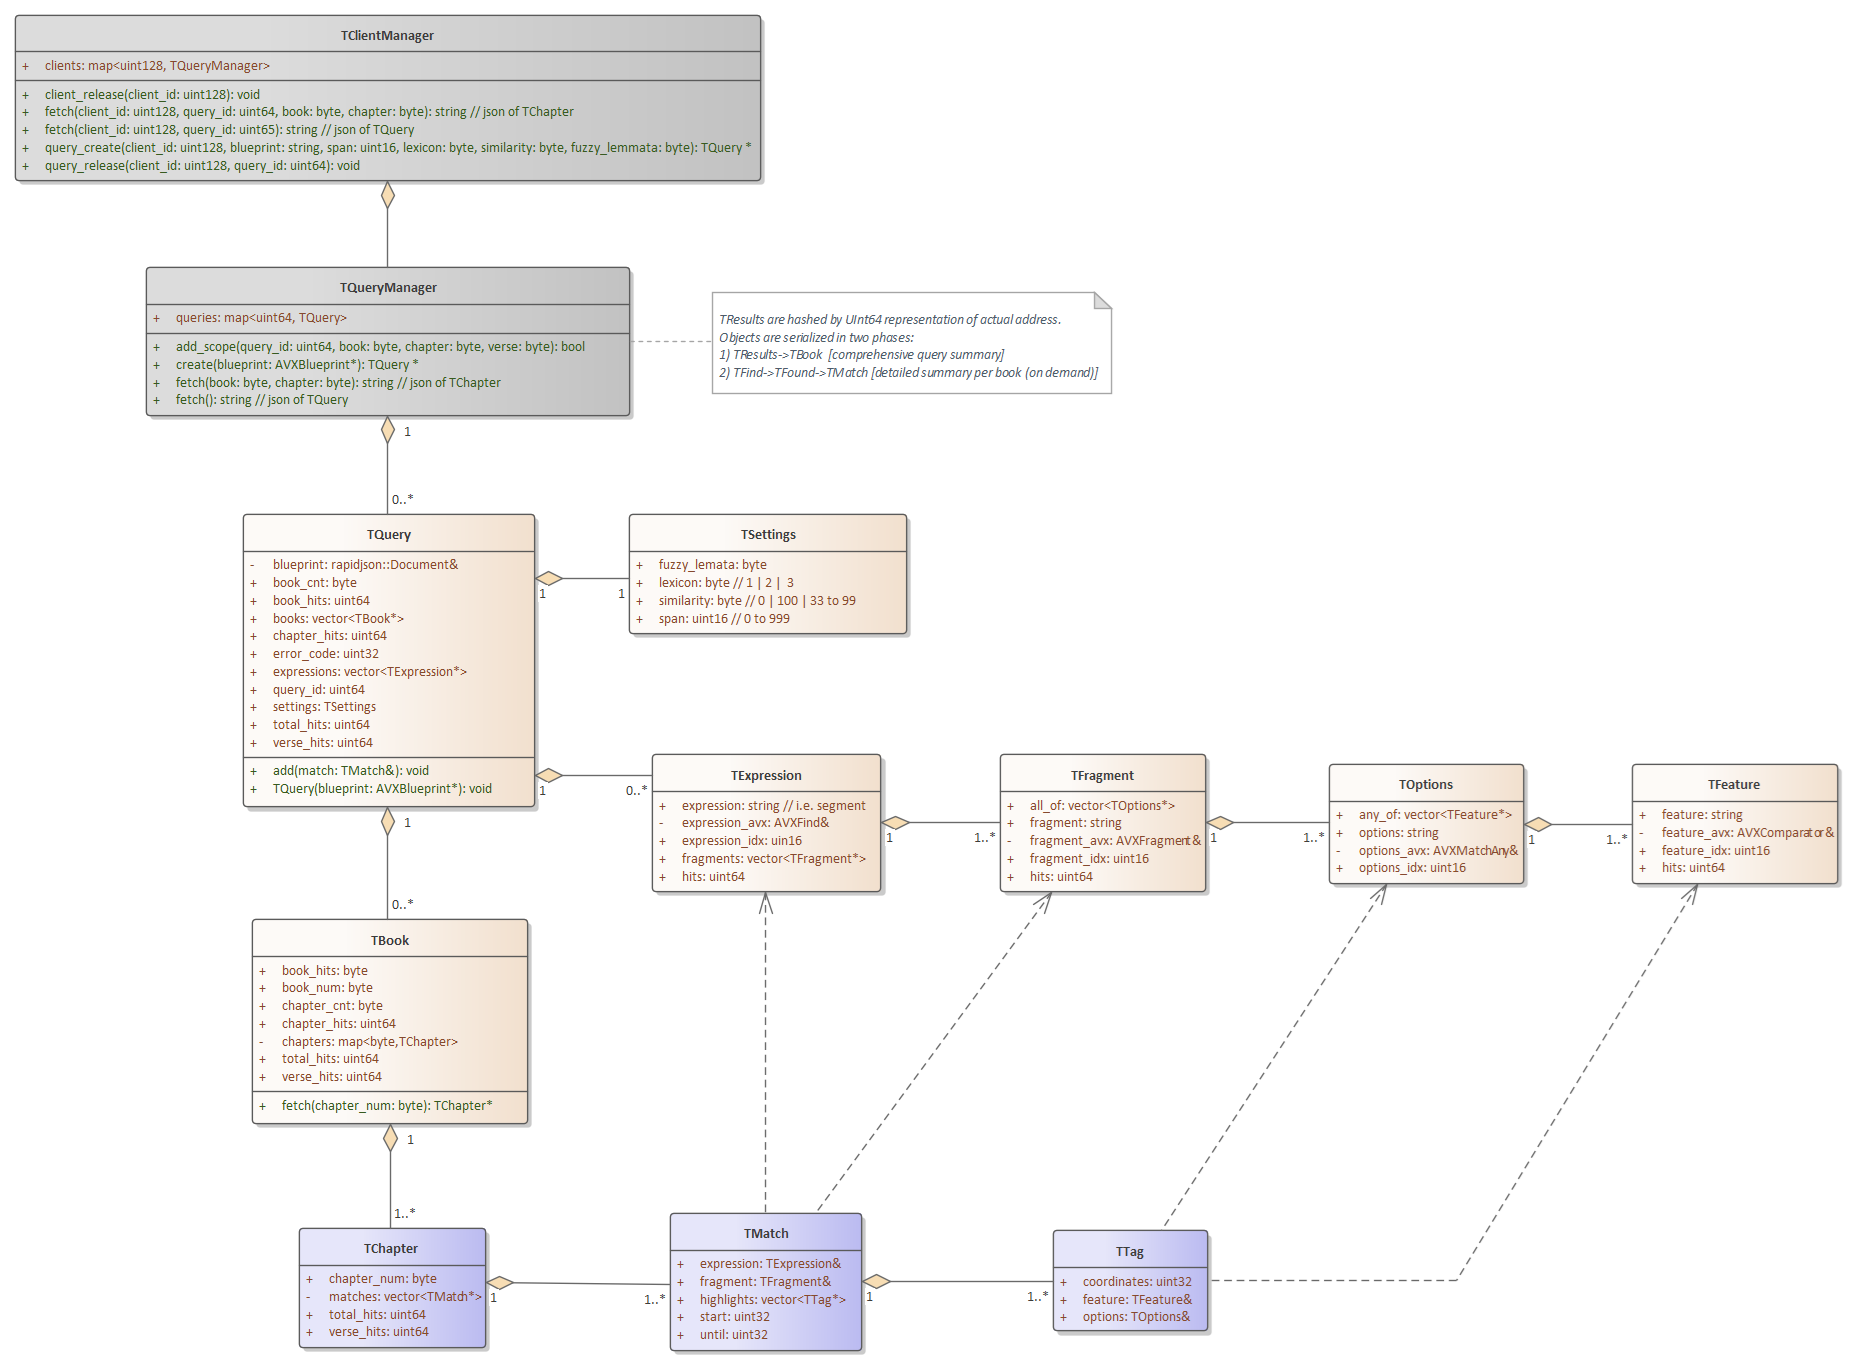 TClientManager
+ clients: map<uint128, TQueryManager>
+ client_release(client_id: uint128): void
+ fetch(client_id: uint128, query_id: uint64, book: byte, chapter: byte): string // json of TChapter
+ fetch(client_id: uint128, query_id: uint65): string // json of TQuery
+ query_create(client_id: uint128, blueprint: string, span: uint16, lexicon: byte, similarity: byte, fuzzy_lemmata: byte): TQuery *
+ query_release(client_id: uint128, query_id: uint64): void
TQueryManager
+ queries: map<uint64, TQuery>
+ add_scope(query_id: uint64, book: byte, chapter: byte, verse: byte): bool
+ create(blueprint: AVXBlueprint*): TQuery *
+ fetch(book: byte, chapter: byte): string // json of TChapter
+ fetch(): string // json of TQuery
TResults are hashed by UInt64 representation of actual address.
Objects are serialized in two phases:
1) TResults->TBook [comprehensive query summary]
2) TFind->TFound->TMatch [detailed summary per book (on demand)]
1
0..*
TQuery
- blueprint: rapidjson::Document&
+ book_cnt: byte
+ book_hits: uint64
+ books: vector<TBook*>
+ chapter_hits: uint64
+ error_code: uint32
+ expressions: vector<TExpression*>
+ query_id: uint64
+ settings: TSettings
+ total_hits: uint64
+ verse_hits: uint64
+ add(match: TMatch&): void
+ TQuery(blueprint: AVXBlueprint*): void
1
1
TSettings
+ fuzzy_lemata: byte
+ lexicon: byte // 1 | 2 | 3
+ similarity: byte // 0 | 100 | 33 to 99
+ span: uint16 // 0 to 999
1
0..*
TExpression
+ expression: string // i.e. segment
- expression_avx: AVXFind&
+ expression_idx: uin16
+ fragments: vector<TFragment*>
+ hits: uint64
1
1..*
TFragment
+ all_of: vector<TOptions*>
+ fragment: string
- fragment_avx: AVXFragment&
+ fragment_idx: uint16
+ hits: uint64
1
1..*
TOptions
+ any_of: vector<TFeature*>
+ options: string
- options_avx: AVXMatchAny&
+ options_idx: uint16
1
1..*
TFeature
+ feature: string
- feature_avx: AVXComparator&
+ feature_idx: uint16
+ hits: uint64
1
0..*
TBook
+ book_hits: byte
+ book_num: byte
+ chapter_cnt: byte
+ chapter_hits: uint64
- chapters: map<byte,TChapter>
+ total_hits: uint64
+ verse_hits: uint64
+ fetch(chapter_num: byte): TChapter*
1
1..*
TChapter
+ chapter_num: byte
- matches: vector<TMatch*>
+ total_hits: uint64
+ verse_hits: uint64
1
1..*
TMatch
+ expression: TExpression&
+ fragment: TFragment&
+ highlights: vector<TTag*>
+ start: uint32
+ until: uint32
1
1..*
TTag
+ coordinates: uint32
+ feature: TFeature&
+ options: TOptions&